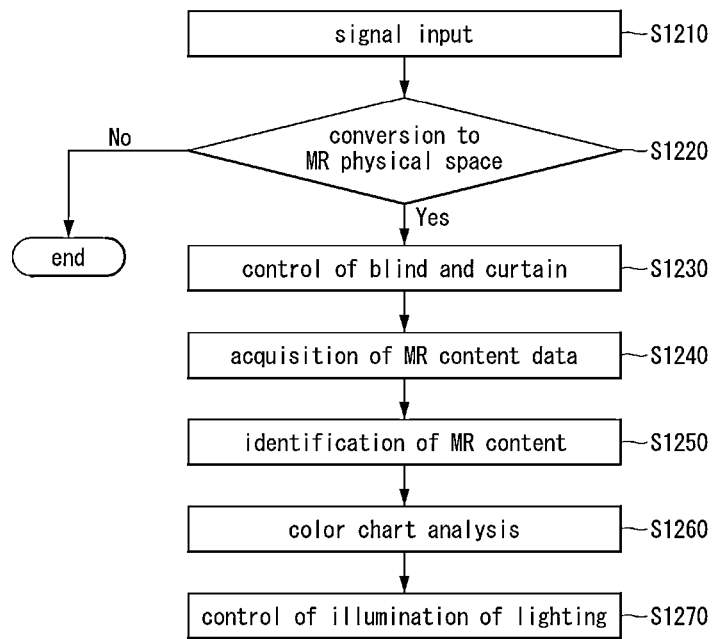 signal input
S1210
conversion to
MR physical space
S1220
No
Yes
end
control of blind and curtain
S1230
acquisition of MR content data
S1240
identification of MR content
S1250
color chart analysis
S1260
control of illumination of lighting
S1270